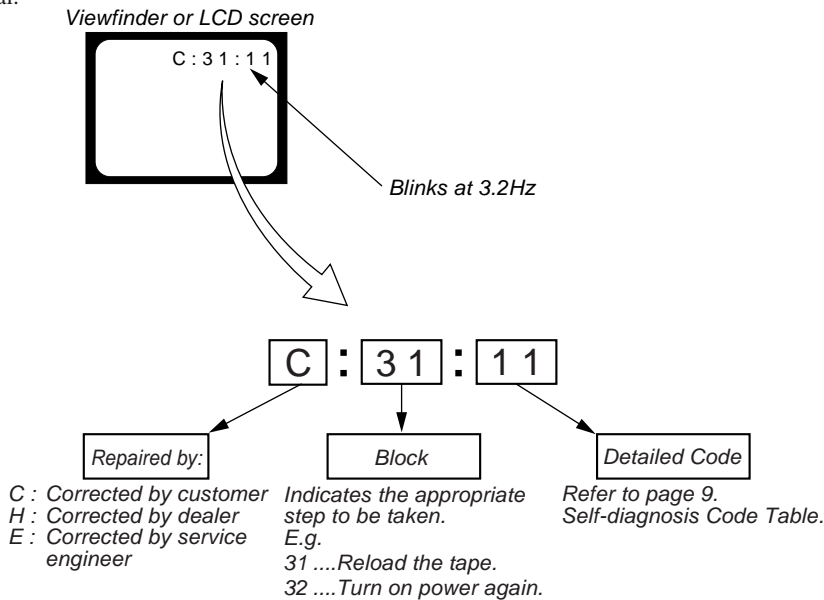 Viewfinder or LCD screen
C : 3 1 : 1 1
Blinks at 3.2Hz
C : 3 1 : 1 1
Repaired by:
C : Corrected by customer
H : Corrected by dealer
E : Corrected by service
engineer
Block
Indicates the appropriate
step to be taken.
E.g.
31 ....Reload the tape.
32 ....Turn on power again.
Detailed Code
Refer to page 9.
Self-diagnosis Code Table.